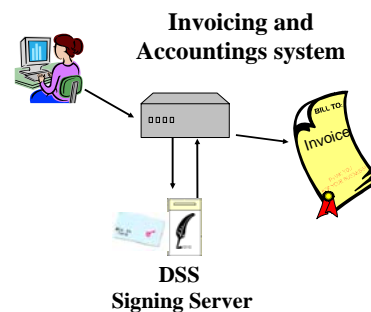 Invoicing and
Accountings system
BILL TO:
Invoice
DSS
Signing Server